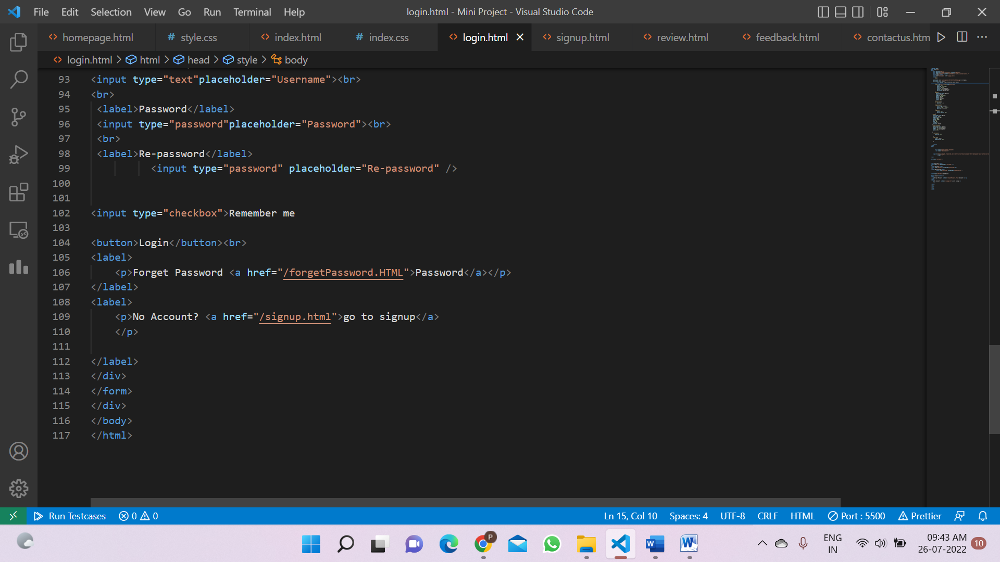 File Edit Selection View Go Run Terminal Help login.html - Mini Project - Visual Studio Code
<> homepage.html # style.css <> index.html # index.css <> login.html <> signup.html <> review.html <> feedback.html <> contactus.htm
<> login.html > html > head > style > body
93 <input type="text"placeholder="Username"><br>
94 <br>
95 <label>Password</label>
96 <input type="password"placeholder="Password"><br>
97 <br>
98 <label>Re-password</label>
99 <input type="password" placeholder="Re-password" />
100
101
102 <input type="checkbox">Remember me
103
104 <button>Login</button><br>
105 <label>
106 <p>Forget Password <a href="/forgetPassword.HTML">Password</a></p>
107 </label>
108 <label>
109 <p>No Account? <a href="/signup.html">go to signup</a>
110 </p>
111
112 </label>
113 </div>
114 </form>
115 </div>
116 </body>
117 </html>
Run Testcases 0 0 Ln 15, Col 10 Spaces: 4 UTF-8 CRLF HTML Port : 5500 Prettier
P
W W
ENG
IN
09:43 AM
26-07-2022
10